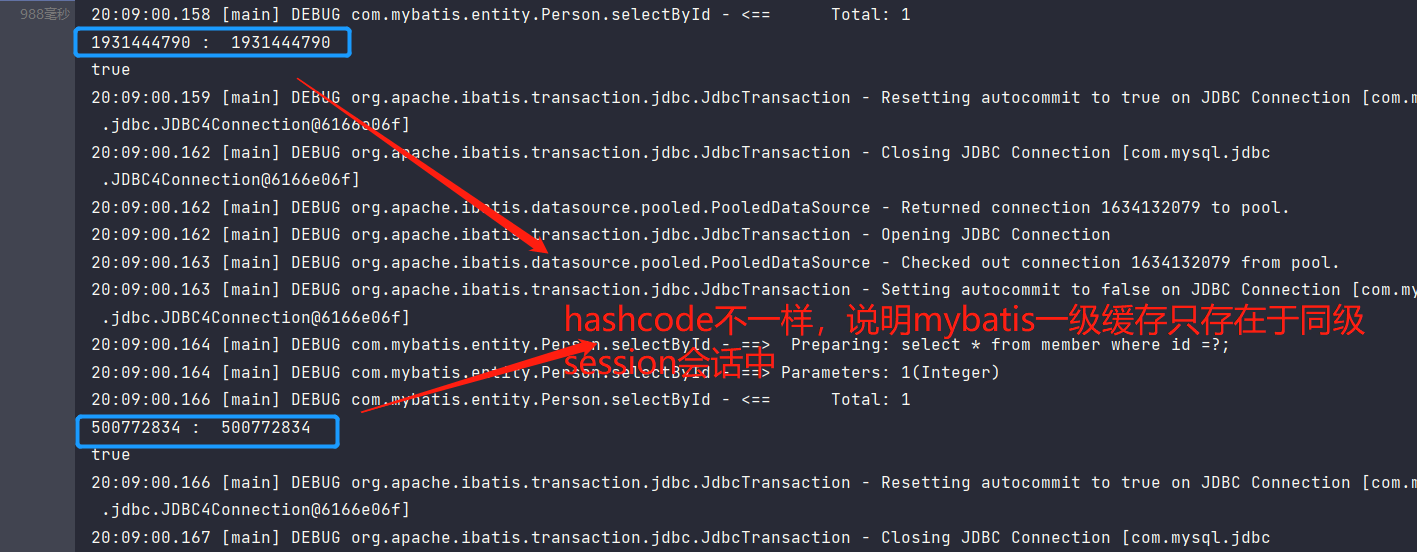 988毫秒
20:09:00.158 [main] DEBUG com.mybatis.entity.Person.selectById - <==      Total: 1
1931444790 :  1931444790
true
20:09:00.159 [main] DEBUG org.apache.ibatis.transaction.jdbc.JdbcTransaction - Resetting autocommit to true on JDBC Connection [com.m
.jdbc.JDBC4Connection@6166e06f]
20:09:00.162 [main] DEBUG org.apache.ibatis.transaction.jdbc.JdbcTransaction - Closing JDBC Connection [com.mysql.jdbc
.JDBC4Connection@6166e06f]
20:09:00.162 [main] DEBUG org.apache.ibatis.datasource.pooled.PooledDataSource - Returned connection 1634132079 to pool.
20:09:00.162 [main] DEBUG org.apache.ibatis.transaction.jdbc.JdbcTransaction - Opening JDBC Connection
20:09:00.163 [main] DEBUG org.apache.ibatis.datasource.pooled.PooledDataSource - Checked out connection 1634132079 from pool.
20:09:00.163 [main] DEBUG org.apache.ibatis.transaction.jdbc.JdbcTransaction - Setting autocommit to false on JDBC Connection [com.m
.jdbc.JDBC4Connection@6166e06f]
hashcode不一样，说明mybatis一级缓存只存在于同级
session会话中
20:09:00.164 [main] DEBUG com.mybatis.entity.Person.selectById - ==>  Preparing: select * from member where id =?;
20:09:00.164 [main] DEBUG com.mybatis.entity.Person.selectById - ==> Parameters: 1(Integer)
20:09:00.166 [main] DEBUG com.mybatis.entity.Person.selectById - <==      Total: 1
500772834 :  500772834
true
20:09:00.166 [main] DEBUG org.apache.ibatis.transaction.jdbc.JdbcTransaction - Resetting autocommit to true on JDBC Connection [com.m
.jdbc.JDBC4Connection@6166e06f]
20:09:00.167 [main] DEBUG org.apache.ibatis.transaction.jdbc.JdbcTransaction - Closing JDBC Connection [com.mysql.jdbc